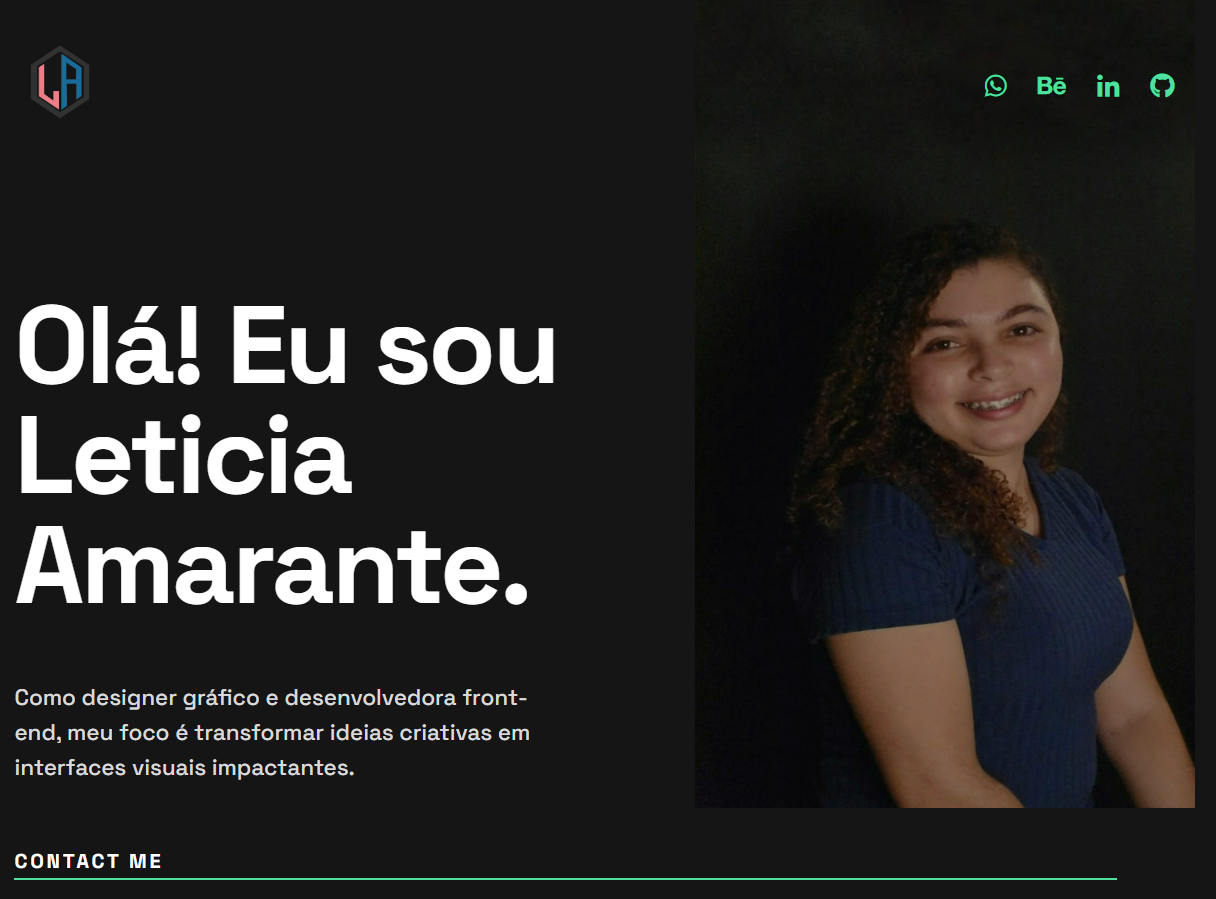 LA
Bē
in
Olá! Eu sou
Leticia
Amarante.
Como designer gráfico e desenvolvedora front-
end, meu foco é transformar ideias criativas em
interfaces visuais impactantes.
CONTACT ME